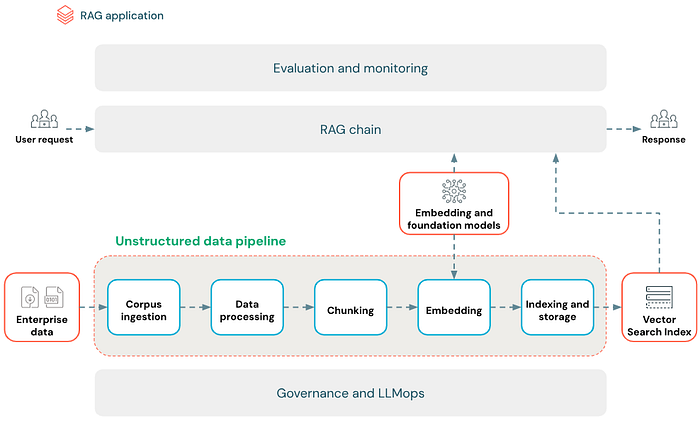 RAG application
Evaluation and monitoring
User request
RAG chain
Response
Embedding and
foundation models
Unstructured data pipeline
0101
Enterprise
data
Corpus
ingestion
Data
processing
Chunking
Embedding
Indexing and
storage
Vector
Search Index
Governance and LLMops